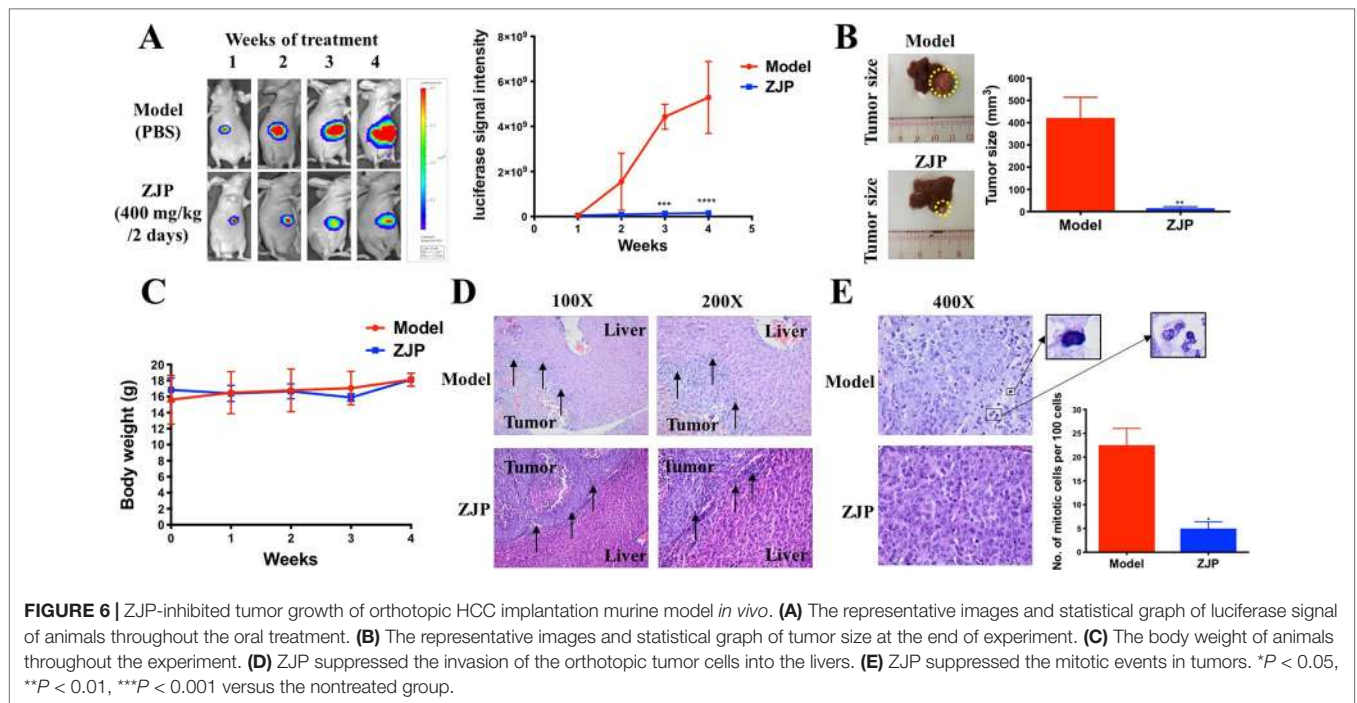 A
Weeks of treatment
1 2 3 4
Model
(PBS)
ZJP
(400 mg/kg
/2 days)
luciferase signal intensity
8×10⁹
6×10⁹
4×10⁹
2×10⁹
0
0 1 2 3 4 5
Weeks
Model
ZJP
***
****
B
Model
Tumor size
ZJP
Tumor size
Tumor size (mm³)
600
500
400
300
200
100
0
**
Model ZJP
C
Model
ZJP
Body weight (g)
20
18
16
14
12
10
8
6
4
2
0
0 1 2 3 4
Weeks
D
100X 200X
Model
Liver
Tumor
Liver
Tumor
ZJP
Tumor
Liver
Tumor
Liver
E
400X
Model
ZJP
No. of mitotic cells per 100 cells
30
25
20
15
10
5
0
*
Model ZJP
FIGURE 6 | ZJP-inhibited tumor growth of orthotopic HCC implantation murine model in vivo. (A) The representative images and statistical graph of luciferase signal
of animals throughout the oral treatment. (B) The representative images and statistical graph of tumor size at the end of experiment. (C) The body weight of animals
throughout the experiment. (D) ZJP suppressed the invasion of the orthotopic tumor cells into the livers. (E) ZJP suppressed the mitotic events in tumors. *P < 0.05,
**P < 0.01, ***P < 0.001 versus the nontreated group.